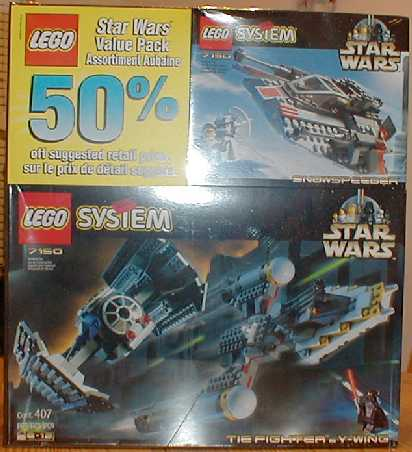 LEGO
Star Wars
Value Pack
Assortiment Aubaine
50%
off suggested retail price.
sur le prix de détail suggéré.
LEGO SYSTEM
STAR
WARS
SNOWSPEEDER
LEGO SYSTEM
7150
STAR
WARS
Cont. 407
TIE FIGHTER & Y-WING